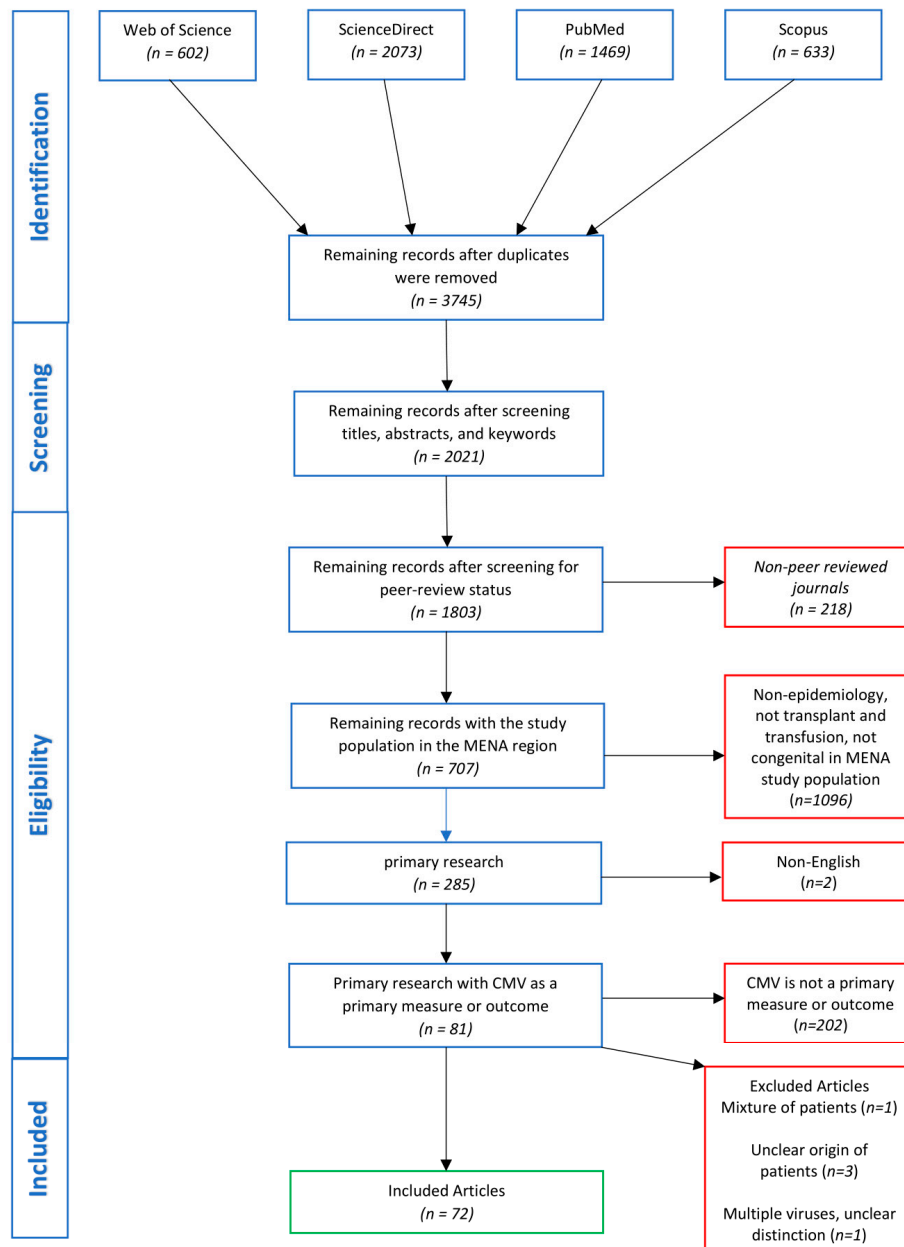 Identification
Web of Science
(n = 602)
ScienceDirect
(n = 2073)
PubMed
(n = 1469)
Scopus
(n = 633)
Remaining records after duplicates
were removed
(n = 3745)
Screening
Remaining records after screening
titles, abstracts, and keywords
(n = 2021)
Eligibility
Remaining records after screening for
peer-review status
(n = 1803)
Non-peer reviewed
journals
(n = 218)
Remaining records with the study
population in the MENA region
(n = 707)
Non-epidemiology,
not transplant and
transfusion, not
congenital in MENA
study population
(n=1096)
primary research
(n = 285)
Non-English
(n=2)
Primary research with CMV as a
primary measure or outcome
(n = 81)
CMV is not a primary
measure or outcome
(n=202)
Included
Included Articles
(n = 72)
Excluded Articles
Mixture of patients (n=1)
Unclear origin of
patients (n=3)
Multiple viruses, unclear
distinction (n=1)